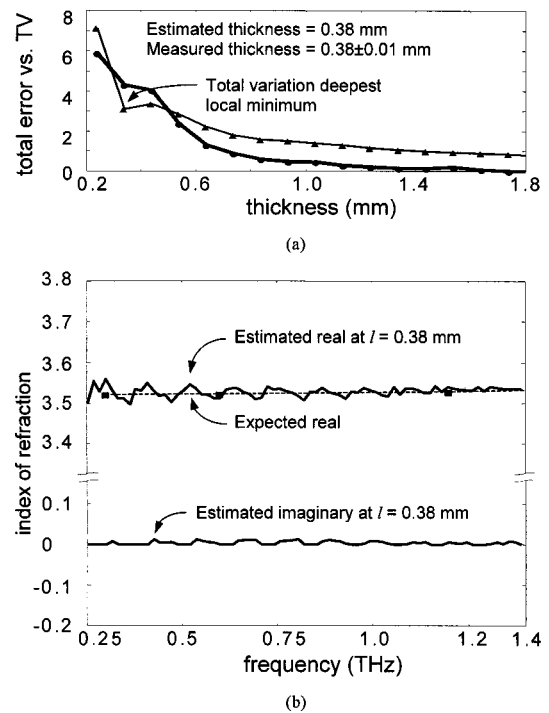 8
6
4
2
0
total error vs. TV
Estimated thickness = 0.38 mm
Measured thickness = 0.38±0.01 mm
Total variation deepest
local minimum
0.2
0.6
1.0
1.4
1.8
thickness (mm)
(a)
3.8
3.7
3.6
3.5
3.4
0.1
0
-0.1
-0.2
index of refraction
Estimated real at l = 0.38 mm
Expected real
Estimated imaginary at l = 0.38 mm
0.25
0.5
0.75
1.0
1.2
1.4
frequency (THz)
(b)